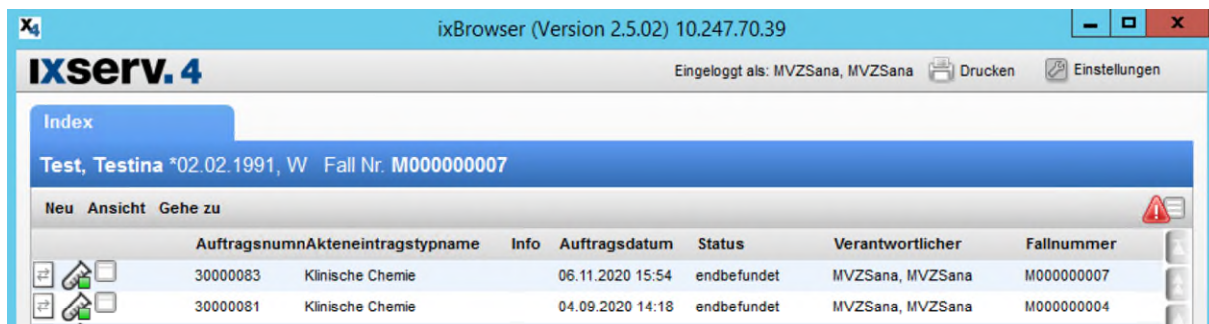 X4 ixBrowser (Version 2.5.02) 10.247.70.39
ixserv.4 Eingeloggt als: MVZSana, MVZSana Drucken Einstellungen
Index
Test, Testina *02.02.1991, W Fall Nr. M000000007
Neu Ansicht Gehe zu
AuftragsnumnAkteneintragstypname Info Auftragsdatum Status Verantwortlicher Fallnummer
30000083 Klinische Chemie 06.11.2020 15:54 endbefundet MVZSana, MVZSana M000000007
30000081 Klinische Chemie 04.09.2020 14:18 endbefundet MVZSana, MVZSana M000000004